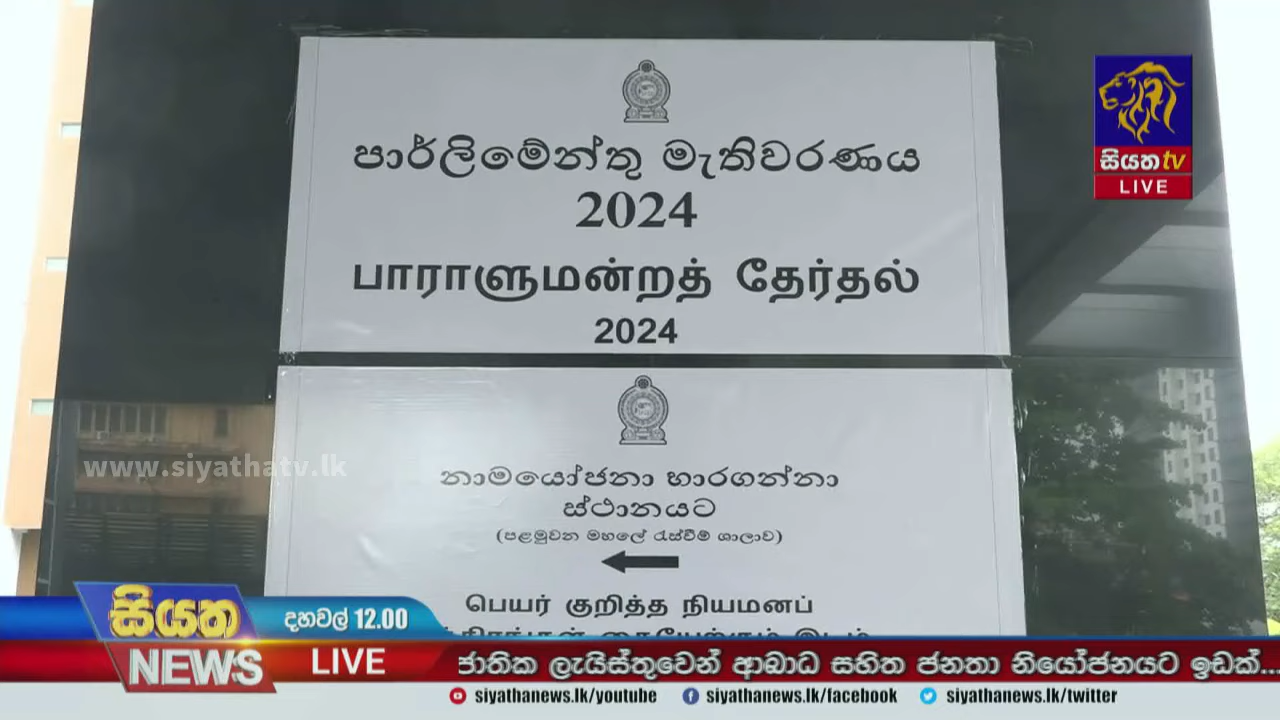 පාර්ලිමේන්තු මැතිවරණය
2024
பாராளுமன்றத் தேர்தல்
2024
සියත tv
LIVE
නාමයෝජනා භාරගන්නා
ස්ථානයට
(පළමුවන මහලේ රැස්වීම් ශාලාව)
www.siyathatv.lk
பெயர் குறித்த நியமனப்
සියත
NEWS
දහවල් 12.00
LIVE
ජාතික ලැයිස්තුවෙන් ආබාධ සහිත ජනතා නියෝජනයට ඉඩක්...
siyathanews.lk/youtube
siyathanews.lk/facebook
siyathanews.lk/twitter